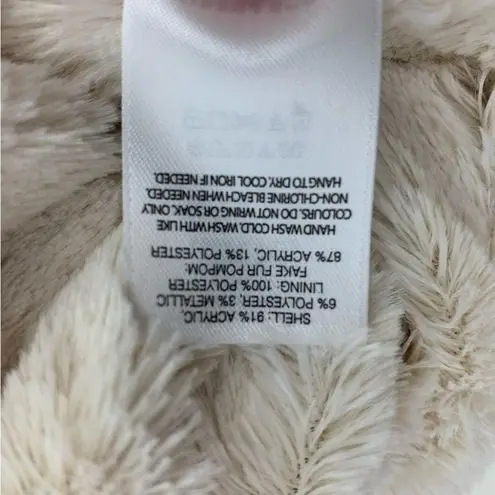 SHELL: 91% ACRYLIC,
6% POLYESTER, 3% METALLIC
LINING: 100% POLYESTER
FAKE FUR POMPOM:
87% ACRYLIC, 13% POLYESTER
HAND WASH COLD. WASH WITH LIKE
COLOURS. DO NOT WRING OR SOAK. ONLY
NON-CHLORINE BLEACH WHEN NEEDED.
HANG TO DRY. COOL IRON IF NEEDED.